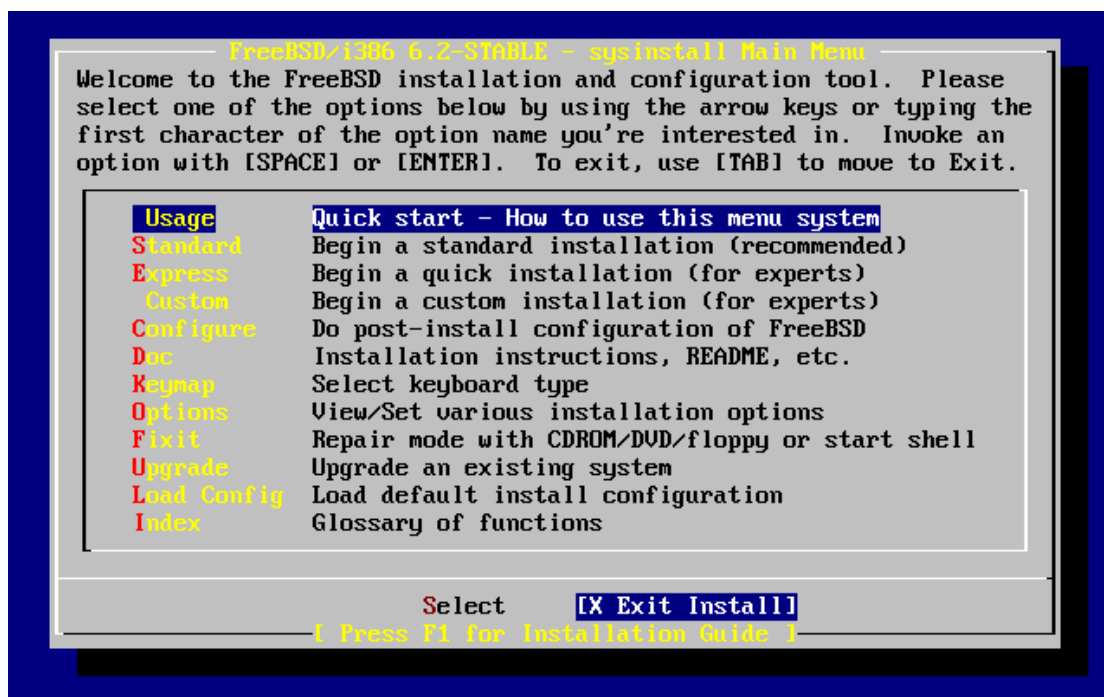 FreeBSD/i386 6.2-STABLE - sysinstall Main Menu
Welcome to the FreeBSD installation and configuration tool.  Please
select one of the options below by using the arrow keys or typing the
first character of the option name you're interested in.  Invoke an
option with [SPACE] or [ENTER].  To exit, use [TAB] to move to Exit.
Usage Quick start - How to use this menu system
Standard Begin a standard installation (recommended)
Express Begin a quick installation (for experts)
Custom Begin a custom installation (for experts)
Configure Do post-install configuration of FreeBSD
Doc Installation instructions, README, etc.
Keymap Select keyboard type
Options View/Set various installation options
Fixit Repair mode with CDROM/DVD/floppy or start shell
Upgrade Upgrade an existing system
Load Config Load default install configuration
Index Glossary of functions
Select [X Exit Install]
[ Press F1 for Installation Guide ]